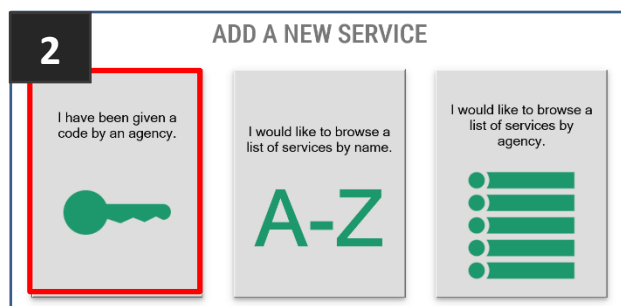 2
ADD A NEW SERVICE
I have been given a
code by an agency.
I would like to browse a
list of services by name.
A-Z
I would like to browse a
list of services by
agency.